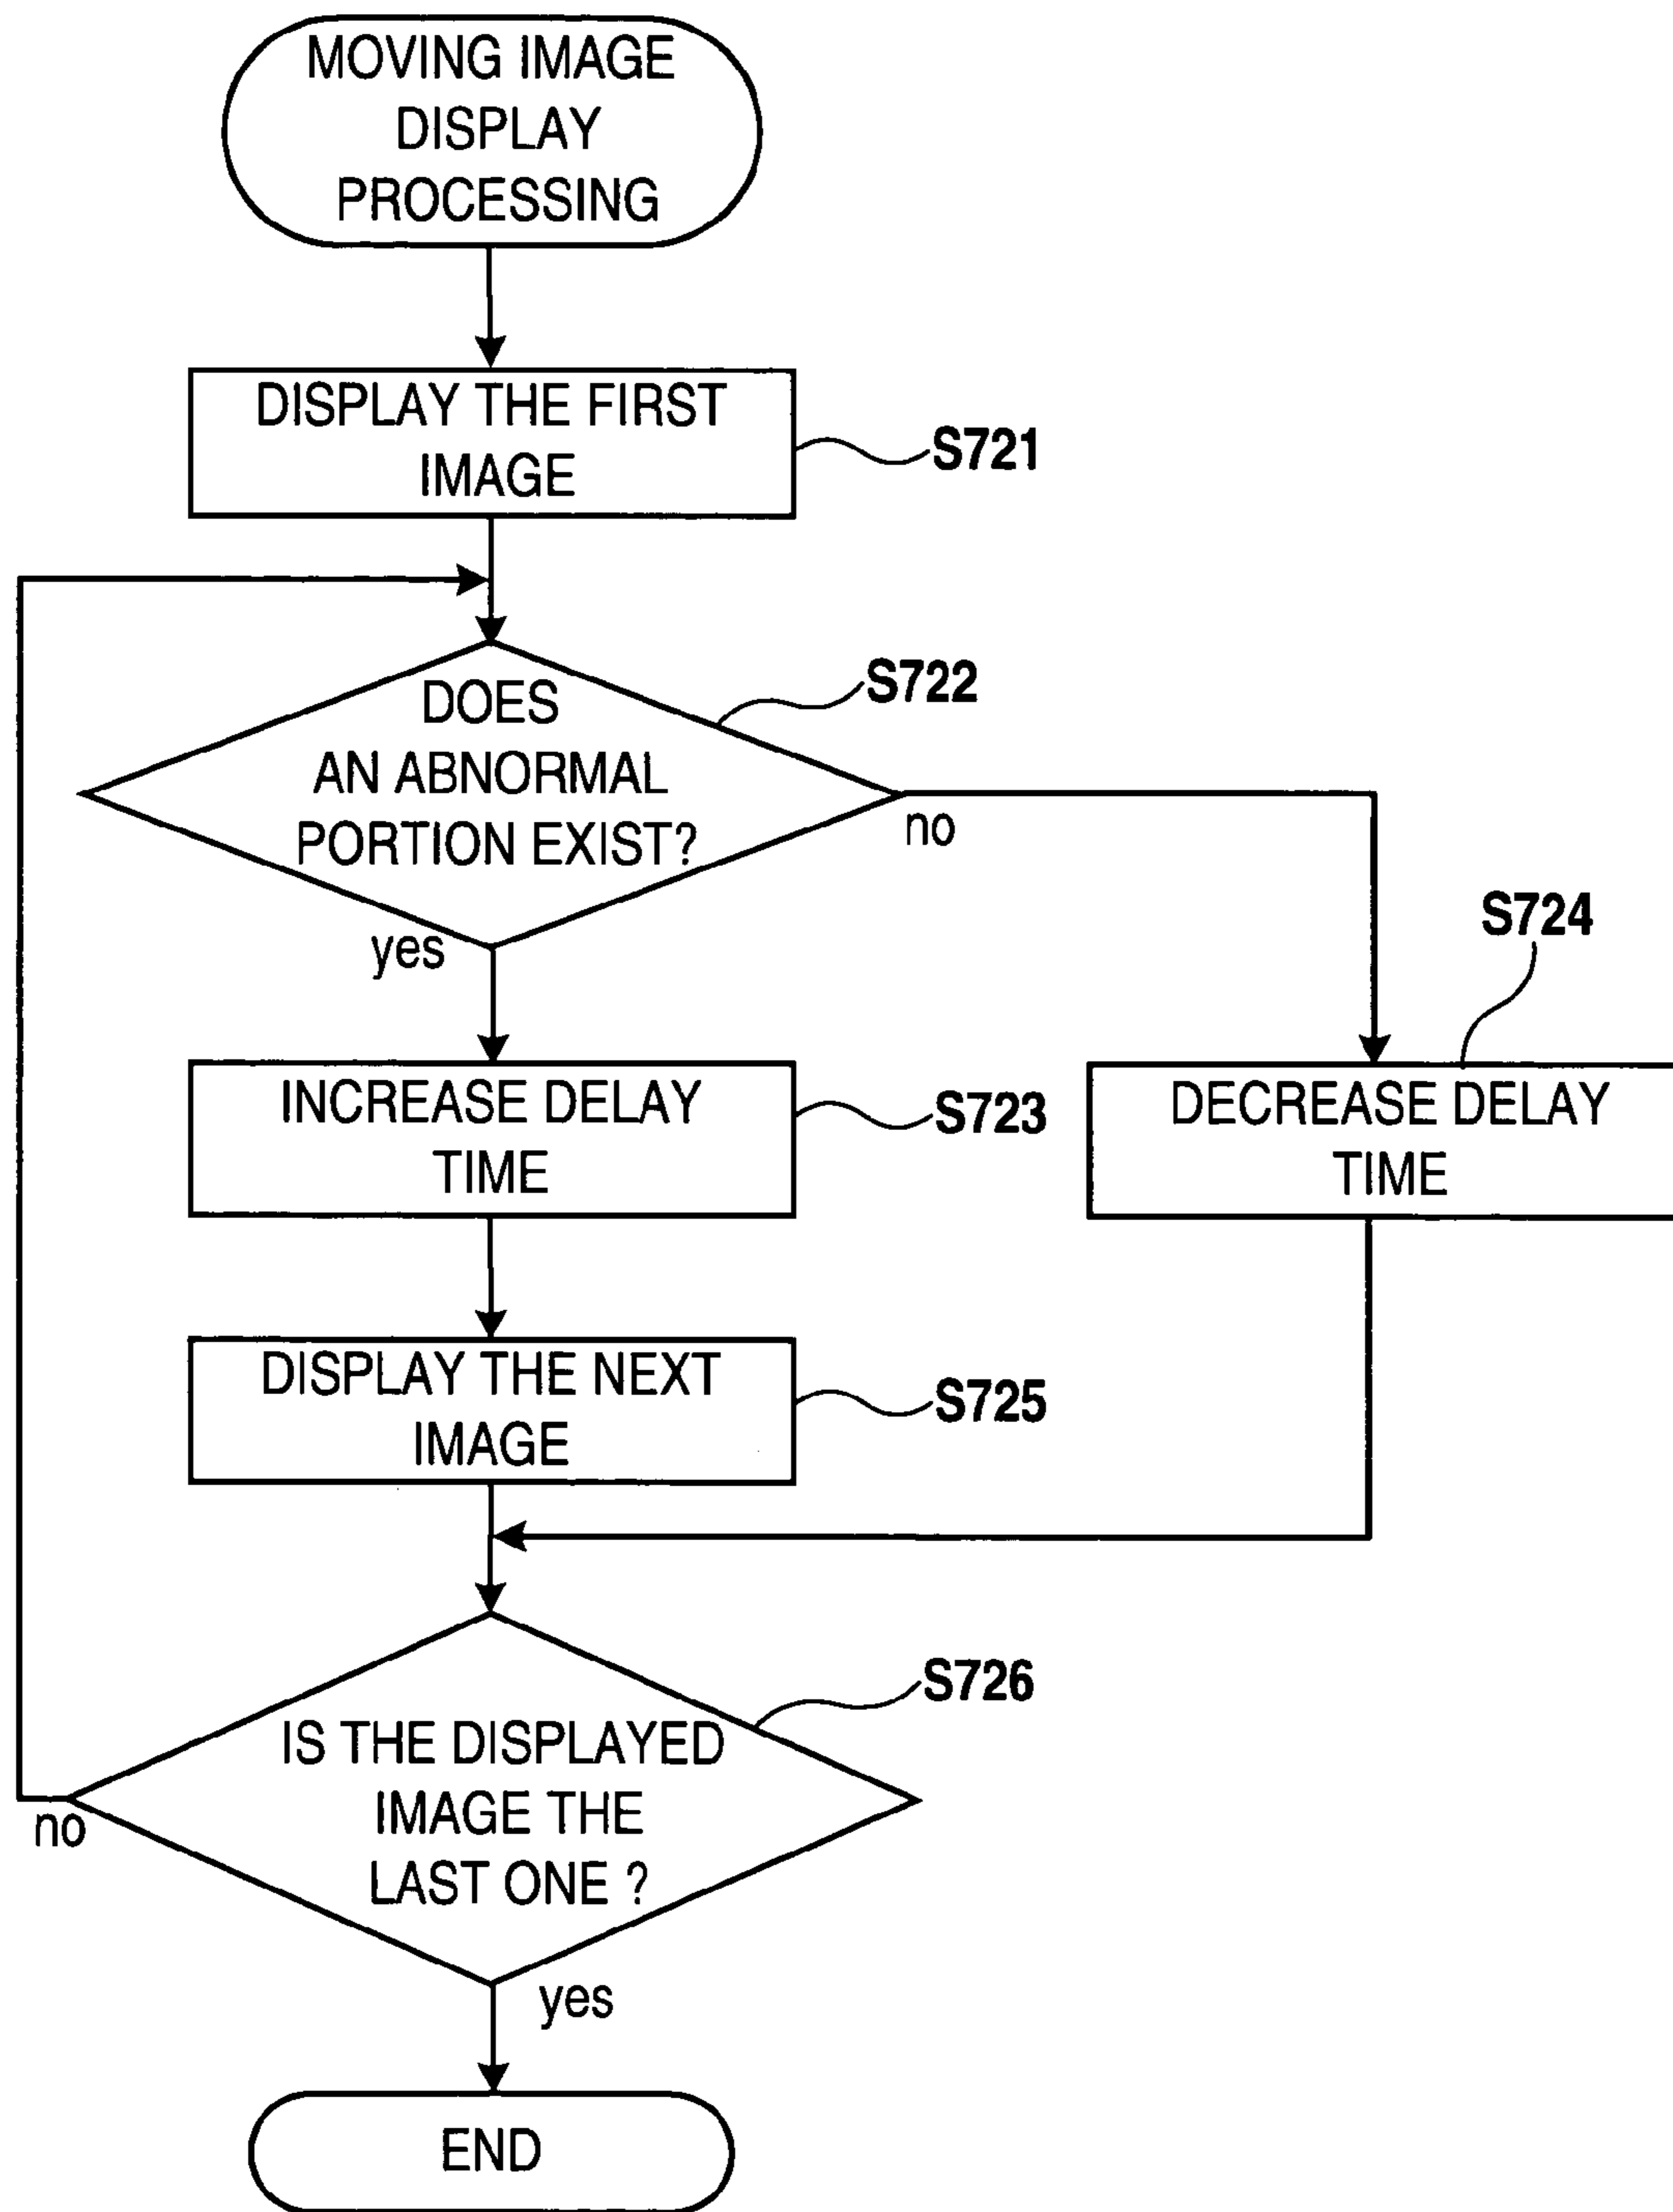 MOVING IMAGE
DISPLAY
PROCESSING
DISPLAY THE FIRST
IMAGE
S721
DOES
AN ABNORMAL
PORTION EXIST?
S722
no
yes
S724
INCREASE DELAY
TIME
S723
DECREASE DELAY
TIME
DISPLAY THE NEXT
IMAGE
S725
IS THE DISPLAYED
IMAGE THE
LAST ONE ?
S726
no
yes
END